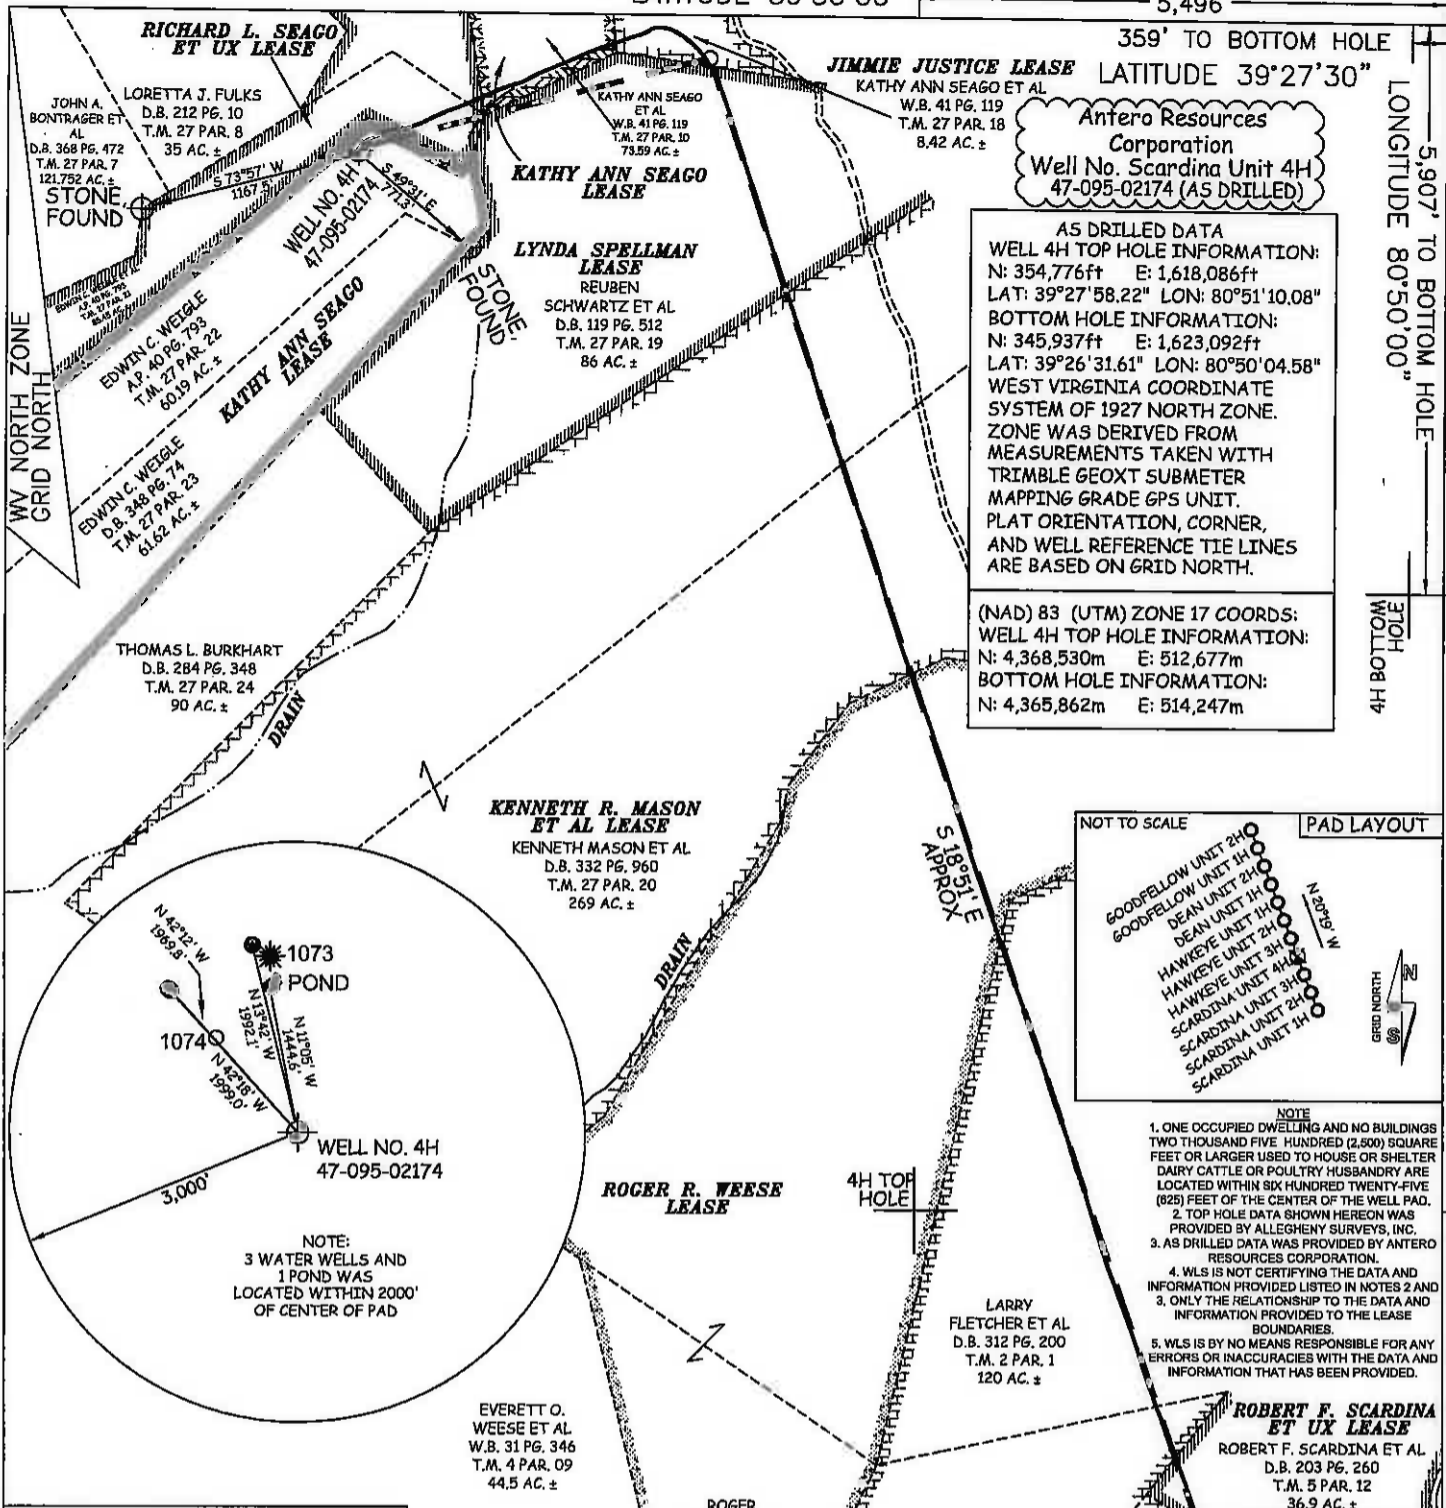 5,496
359' TO BOTTOM HOLE
LATITUDE 39°27'30"
5,907' TO BOTTOM HOLE
LONGITUDE 80°50'00"
RICHARD L. SEAGO
ET UX LEASE
JOHN A.
BONTRAGER ET
AL
D.B. 368 PG. 472
T.M. 27 PAR. 7
121.752 AC. ±
LORETTA J. FULKS
D.B. 212 PG. 10
T.M. 27 PAR. 8
35 AC. ±
STONE
FOUND
S 73°57' W
1167.5'
WELL NO. 4H
47-095-02174
S 49°31' E
771.3'
STONE
FOUND
KATHY ANN SEAGO
ET AL
W.B. 41 PG. 119
T.M. 27 PAR. 10
73.59 AC. ±
KATHY ANN SEAGO
LEASE
JIMMIE JUSTICE LEASE
KATHY ANN SEAGO ET AL
W.B. 41 PG. 119
T.M. 27 PAR. 18
8.42 AC. ±
Antero Resources
Corporation
Well No. Scardina Unit 4H
47-095-02174 (AS DRILLED)
AS DRILLED DATA
WELL 4H TOP HOLE INFORMATION:
N: 354,776ft E: 1,618,086ft
LAT: 39°27'58.22" LON: 80°51'10.08"
BOTTOM HOLE INFORMATION:
N: 345,937ft E: 1,623,092ft
LAT: 39°26'31.61" LON: 80°50'04.58"
WEST VIRGINIA COORDINATE
SYSTEM OF 1927 NORTH ZONE.
ZONE WAS DERIVED FROM
MEASUREMENTS TAKEN WITH
TRIMBLE GEOXT SUBMETER
MAPPING GRADE GPS UNIT.
PLAT ORIENTATION, CORNER,
AND WELL REFERENCE TIE LINES
ARE BASED ON GRID NORTH.
(NAD) 83 (UTM) ZONE 17 COORDS:
WELL 4H TOP HOLE INFORMATION:
N: 4,368,530m E: 512,677m
BOTTOM HOLE INFORMATION:
N: 4,365,862m E: 514,247m
4H BOTTOM
HOLE
LYNDA SPELLMAN
LEASE
REUBEN
SCHWARTZ ET AL
D.B. 119 PG. 512
T.M. 27 PAR. 19
86 AC. ±
WV NORTH ZONE
GRID NORTH
EDWIN C. WEIGLE
A.P. 40 PG. 793
T.M. 27 PAR. 22
60.19 AC. ±
KATHY ANN SEAGO
LEASE
EDWIN C. WEIGLE
D.B. 348 PG. 74
T.M. 27 PAR. 23
61.62 AC. ±
THOMAS L. BURKHART
D.B. 284 PG. 348
T.M. 27 PAR. 24
90 AC. ±
DRAIN
KENNETH R. MASON
ET AL LEASE
KENNETH MASON ET AL
D.B. 332 PG. 960
T.M. 27 PAR. 20
269 AC. ±
DRAIN
S 18°51' E
APPROX
NOT TO SCALE
PAD LAYOUT
GOODFELLOW UNIT 2H
GOODFELLOW UNIT 1H
DEAN UNIT 2H
DEAN UNIT 1H
HAWKEYE UNIT 1H
HAWKEYE UNIT 2H
HAWKEYE UNIT 3H
SCARDINA UNIT 4H
SCARDINA UNIT 3H
SCARDINA UNIT 2H
SCARDINA UNIT 1H
N 20°19' W
GRID NORTH
N
S
N 42°12' W
1969.8'
1073
POND
1074
N 13°42' W
1992.1'
N 11°05' W
1444.6'
N 42°18' W
1999.0'
WELL NO. 4H
47-095-02174
3,000'
NOTE:
3 WATER WELLS AND
1 POND WAS
LOCATED WITHIN 2000'
OF CENTER OF PAD
ROGER R. WEESE
LEASE
4H TOP
HOLE
NOTE
1. ONE OCCUPIED DWELLING AND NO BUILDINGS
TWO THOUSAND FIVE HUNDRED (2,500) SQUARE
FEET OR LARGER USED TO HOUSE OR SHELTER
DAIRY CATTLE OR POULTRY HUSBANDRY ARE
LOCATED WITHIN SIX HUNDRED TWENTY-FIVE
(625) FEET OF THE CENTER OF THE WELL PAD.
2. TOP HOLE DATA SHOWN HEREON WAS
PROVIDED BY ALLEGHENY SURVEYS, INC.
3. AS DRILLED DATA WAS PROVIDED BY ANTERO
RESOURCES CORPORATION.
4. WLS IS NOT CERTIFYING THE DATA AND
INFORMATION PROVIDED LISTED IN NOTES 2 AND
3, ONLY THE RELATIONSHIP TO THE DATA AND
INFORMATION PROVIDED TO THE LEASE
BOUNDARIES.
5. WLS IS BY NO MEANS RESPONSIBLE FOR ANY
ERRORS OR INACCURACIES WITH THE DATA AND
INFORMATION THAT HAS BEEN PROVIDED.
LARRY
FLETCHER ET AL
D.B. 312 PG. 200
T.M. 2 PAR. 1
120 AC. ±
EVERETT O.
WEESE ET AL
W.B. 31 PG. 346
T.M. 4 PAR. 09
44.5 AC. ±
ROGER
ROBERT F. SCARDINA
ET UX LEASE
ROBERT F. SCARDINA ET AL
D.B. 203 PG. 260
T.M. 5 PAR. 12
36.9 AC. ±